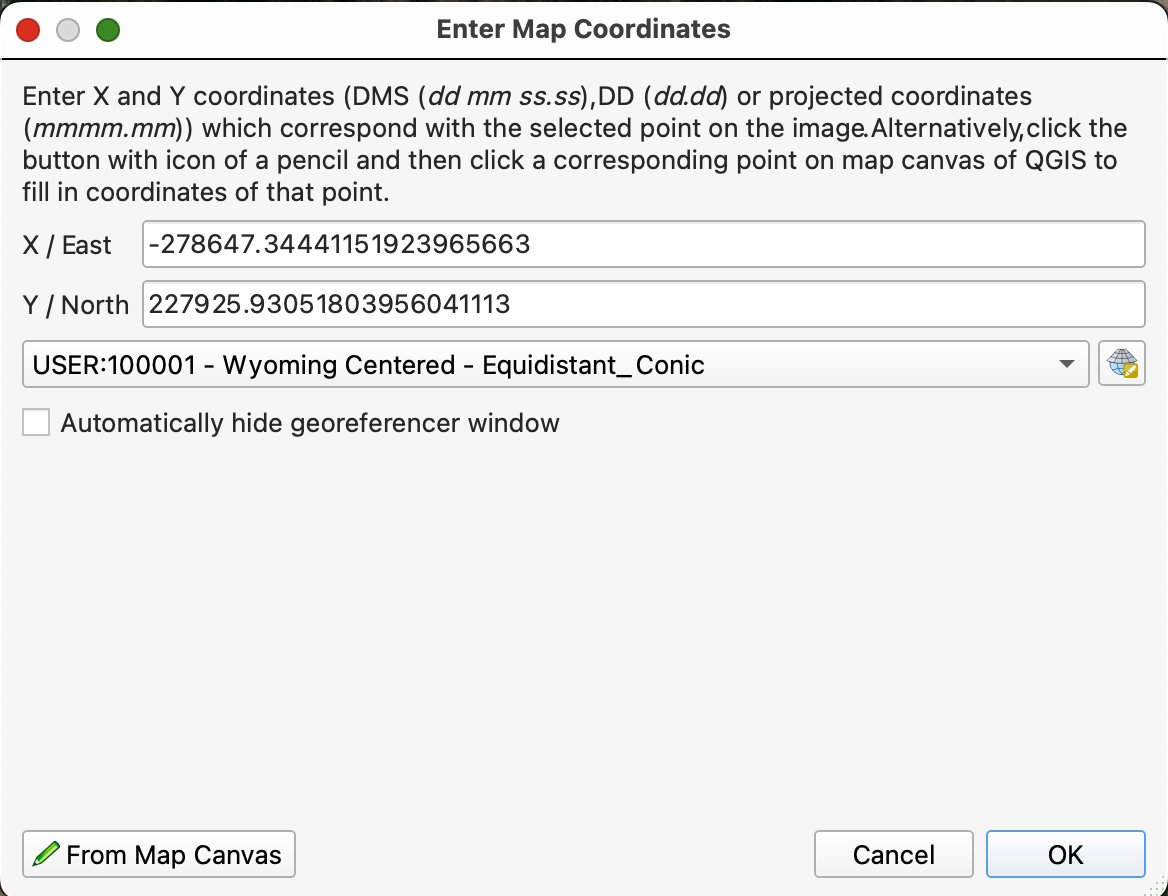 Enter Map Coordinates
Enter X and Y coordinates (DMS (dd mm ss.ss),DD (dd.dd) or projected coordinates
(mmmm.mm)) which correspond with the selected point on the image.Alternatively,click the
button with icon of a pencil and then click a corresponding point on map canvas of QGIS to
fill in coordinates of that point.
X / East -278647.34441151923965663
Y / North 227925.93051803956041113
USER:100001 - Wyoming Centered - Equidistant_Conic
Automatically hide georeferencer window
From Map Canvas Cancel OK